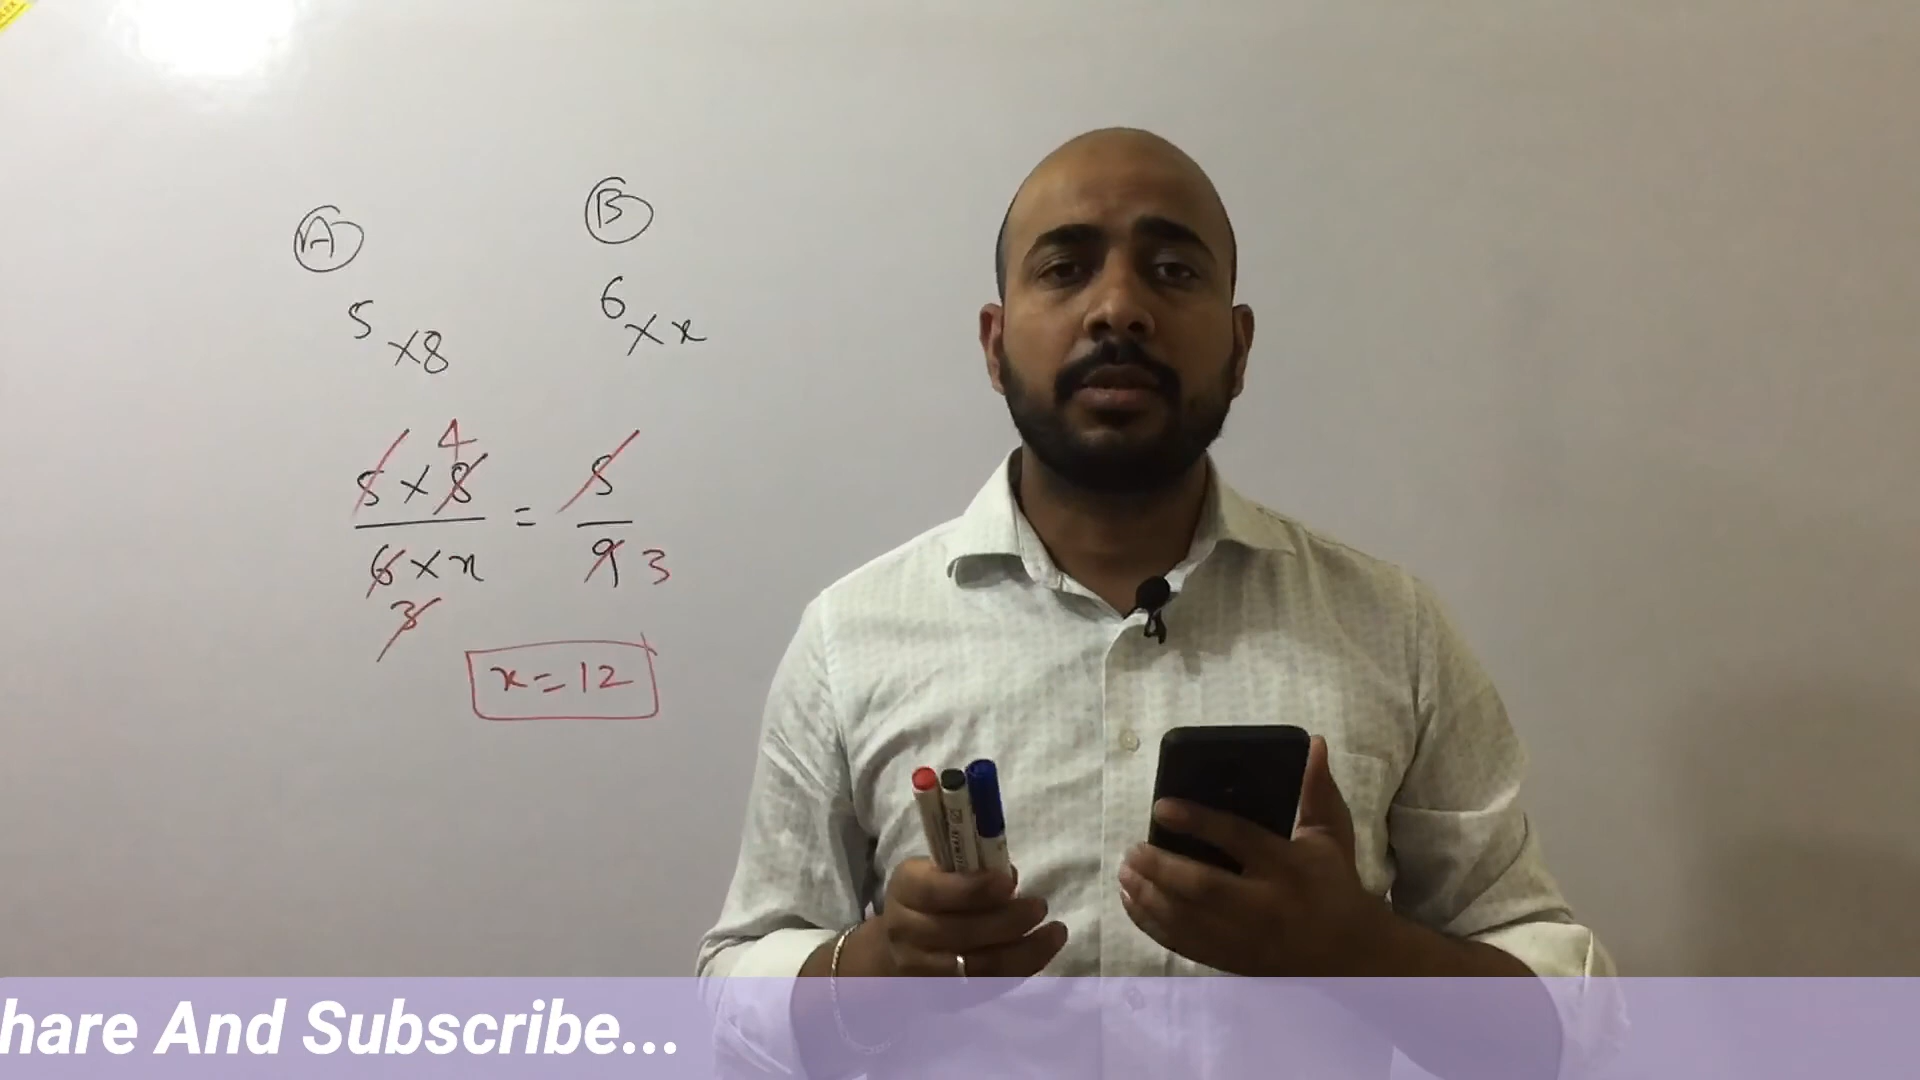 A B
5 × 8 6 × x
4
5 × 8 = 5
6 × x 9 3
3
x = 12
hare And Subscribe...